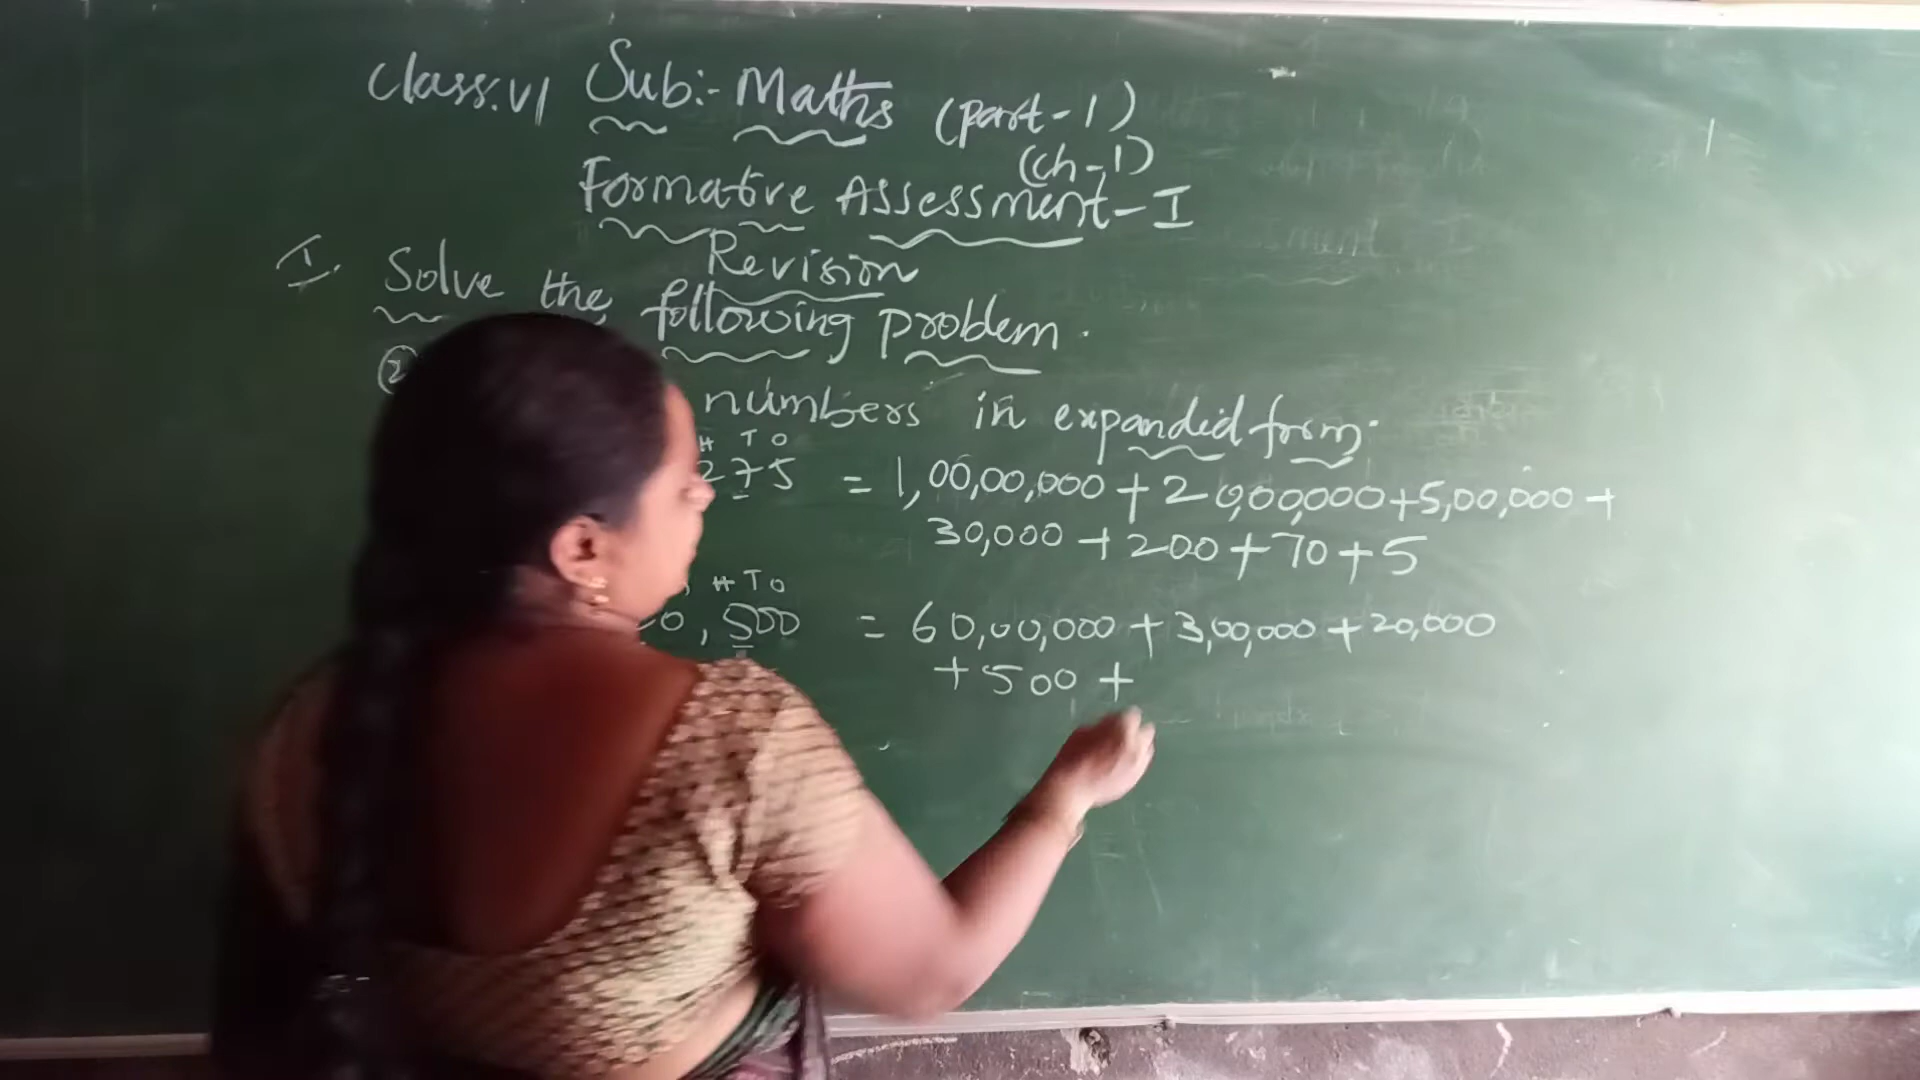 Class:VI Sub:- Maths (Part-1)
(ch-1)
Formative Assessment-I
Revision
I. Solve the following problem.
② numbers in expanded form.
H T O
275 = 1,00,00,000 + 20,00,000 + 5,00,000 +
30,000 + 200 + 70 + 5
H T O
0,500 = 60,00,000 + 3,00,000 + 20,000
+ 500 +